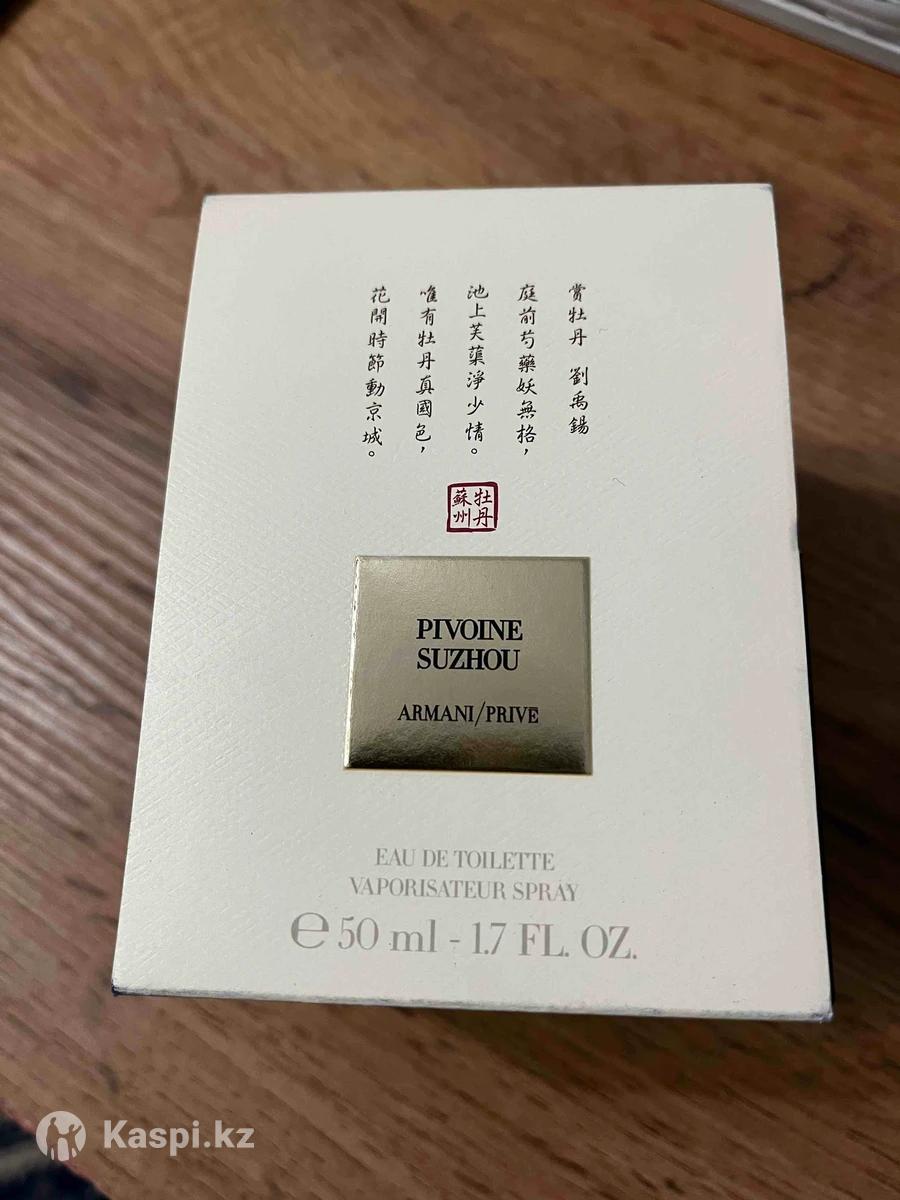 賞牡丹 劉禹錫
庭前芍藥妖無格，
池上芙蕖淨少情。
唯有牡丹真國色，
花開時節動京城。
牡丹
蘇州
PIVOINE
SUZHOU
ARMANI/PRIVĒ
EAU DE TOILETTE
VAPORISATEUR SPRAY
℮ 50 ml - 1.7 FL. OZ.
Kaspi.kz